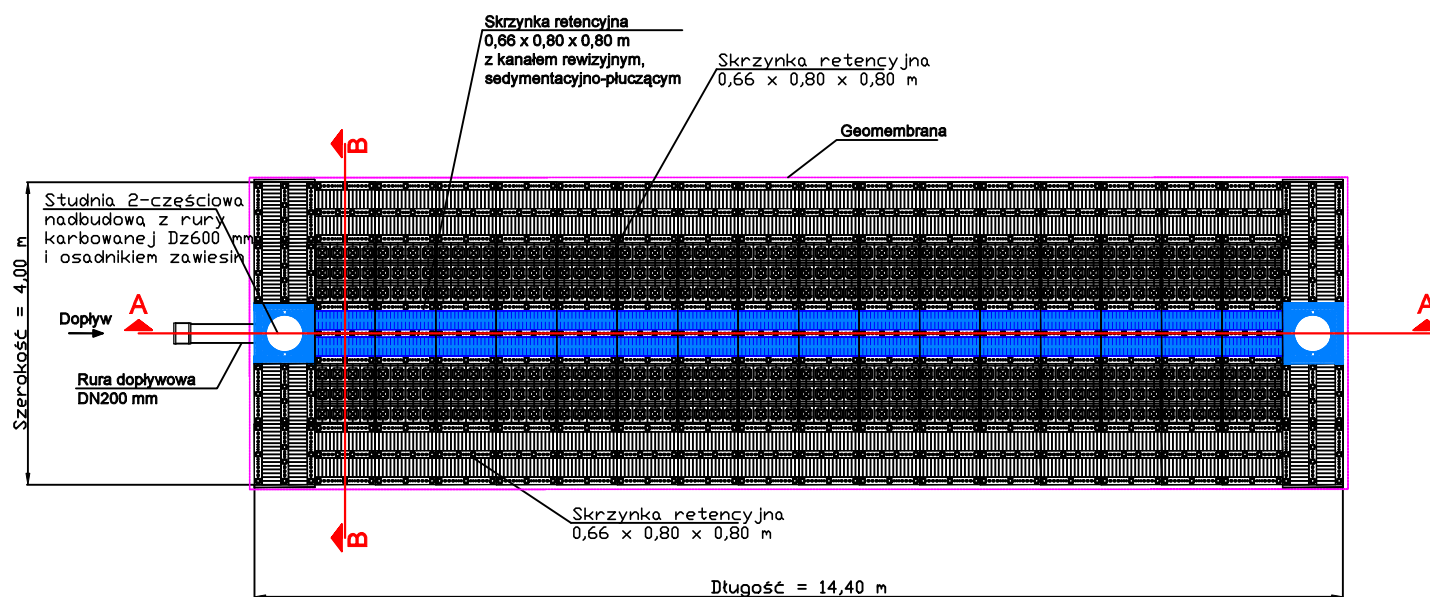 Skrzynka retencyjna
0,66 x 0,80 x 0,80 m
z kanałem rewizyjnym,
sedymentacyjno-płuczącym
Skrzynka retencyjna
0,66 x 0,80 x 0,80 m
Geomembrana
B
Studnia 2-częściowa
nadbudową z rury
karbowanej Dz600 mm
i osadnikiem zawiesin
Szerokość = 4,00 m
A
A
Dopływ
Rura dopływowa
DN200 mm
Skrzynka retencyjna
0,66 x 0,80 x 0,80 m
B
Długość = 14,40 m